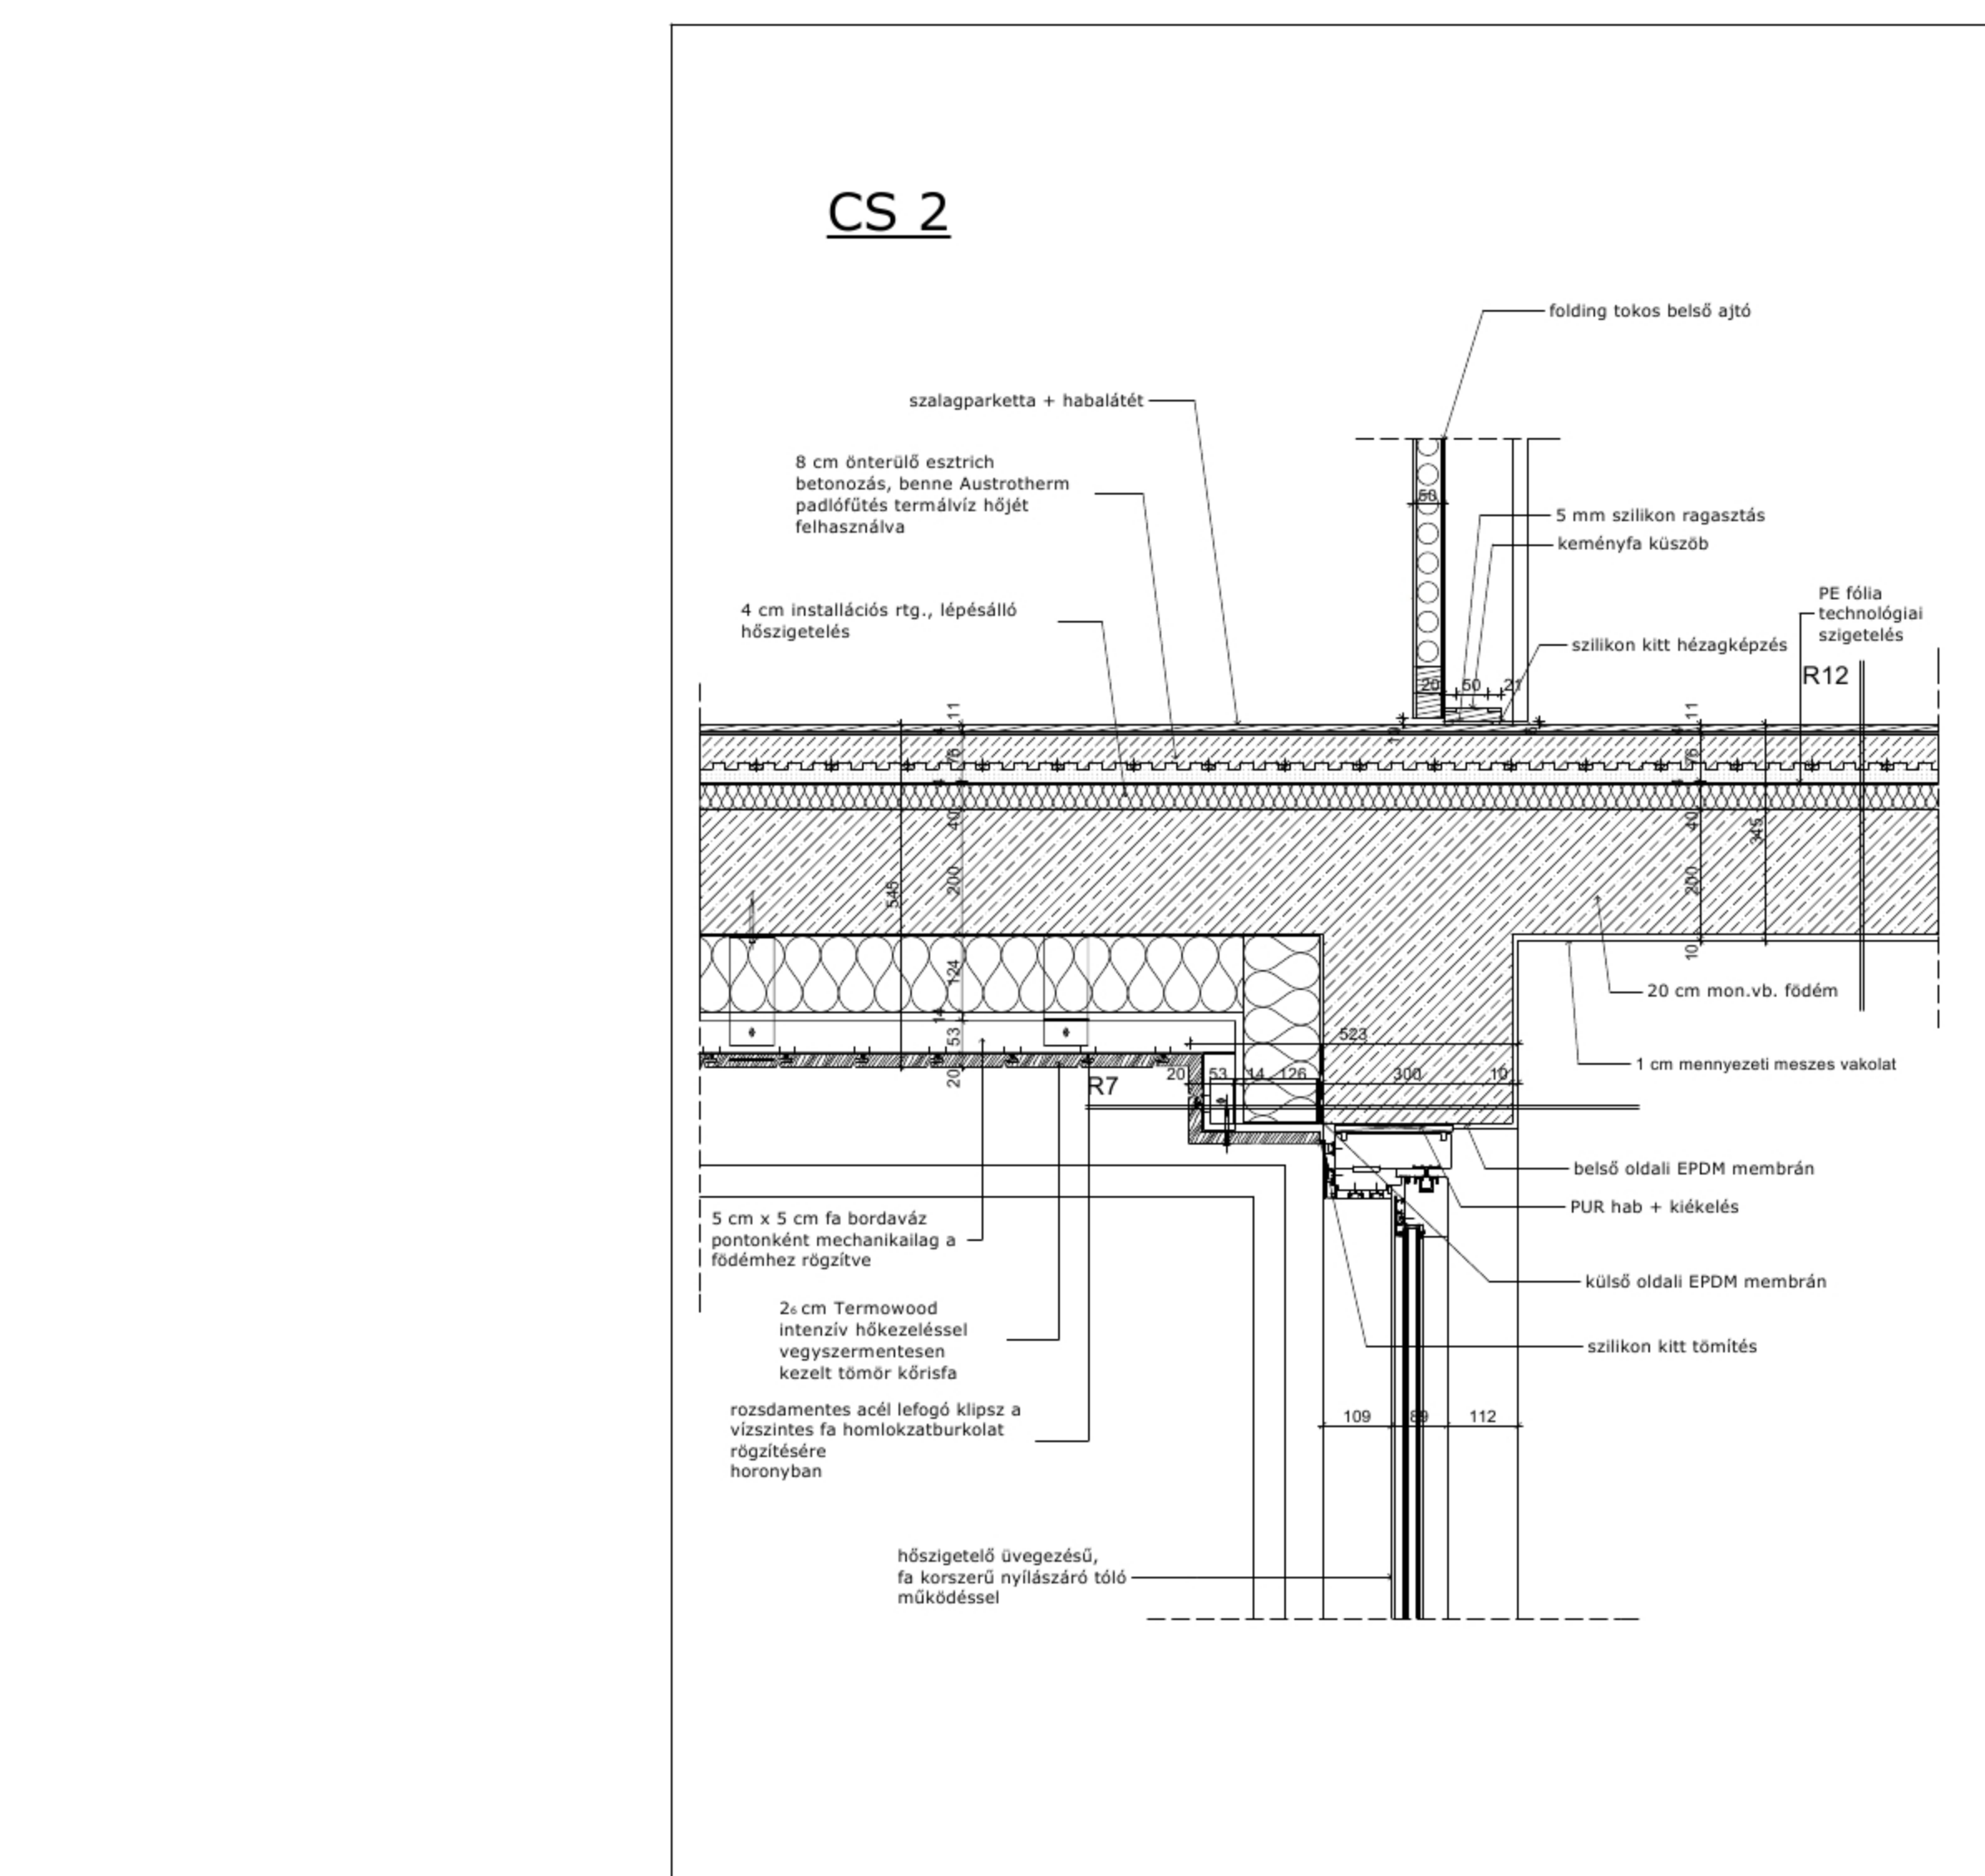 CS 2
folding tokos belső ajtó
szalagparketta + habalátét
8 cm önterülő esztrich
betonozás, benne Austrotherm
padlófűtés termálvíz hőjét
felhasználva
50
5 mm szilikon ragasztás
keményfa küszöb
4 cm installációs rtg., lépésálló
hőszigetelés
PE fólia
technológiai
szigetelés
szilikon kitt hézagképzés
R12
20 50 21
11
76
40
200
545
124
14
53
20
11
76
40
345
200
10
20 cm mon.vb. födém
523
1 cm mennyezeti meszes vakolat
R7
20 53 14 126 300 10
belső oldali EPDM membrán
PUR hab + kiékelés
5 cm x 5 cm fa bordaváz
pontonként mechanikailag a
födémhez rögzítve
külső oldali EPDM membrán
26 cm Termowood
intenzív hőkezeléssel
vegyszermentesen
kezelt tömör kőrisfa
szilikon kitt tömítés
rozsdamentes acél lefogó klipsz a
vízszintes fa homlokzatburkolat
rögzítésére
horonyban
109 89 112
hőszigetelő üvegezésű,
fa korszerű nyílászáró tóló
működéssel